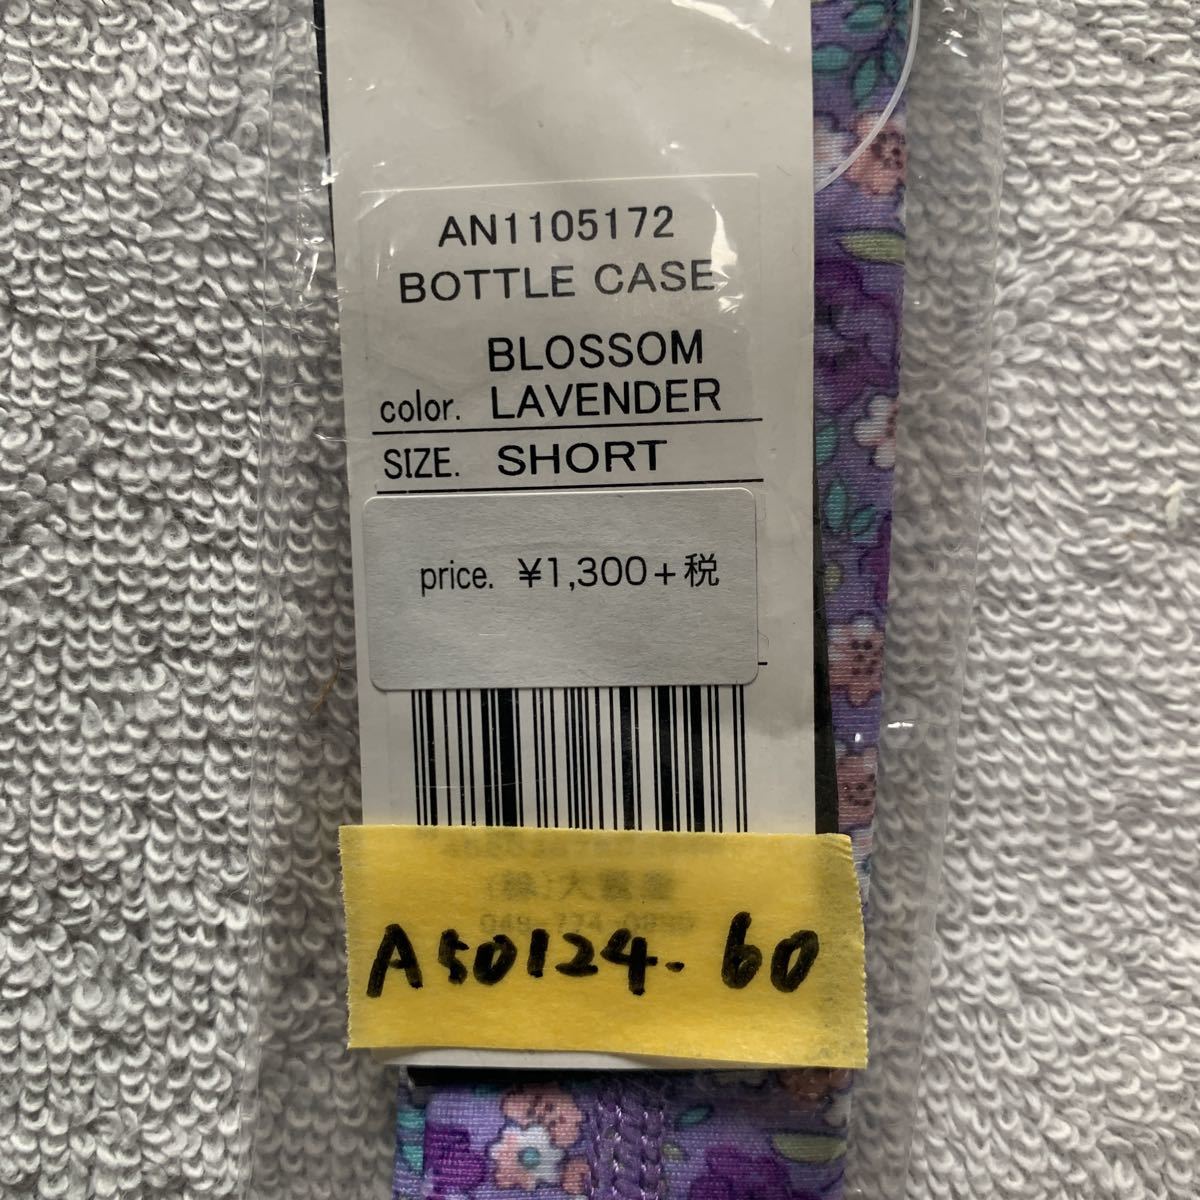 AN1105172
BOTTLE CASE
BLOSSOM
color. LAVENDER
SIZE. SHORT
price. ¥1,300+税
A50124-60